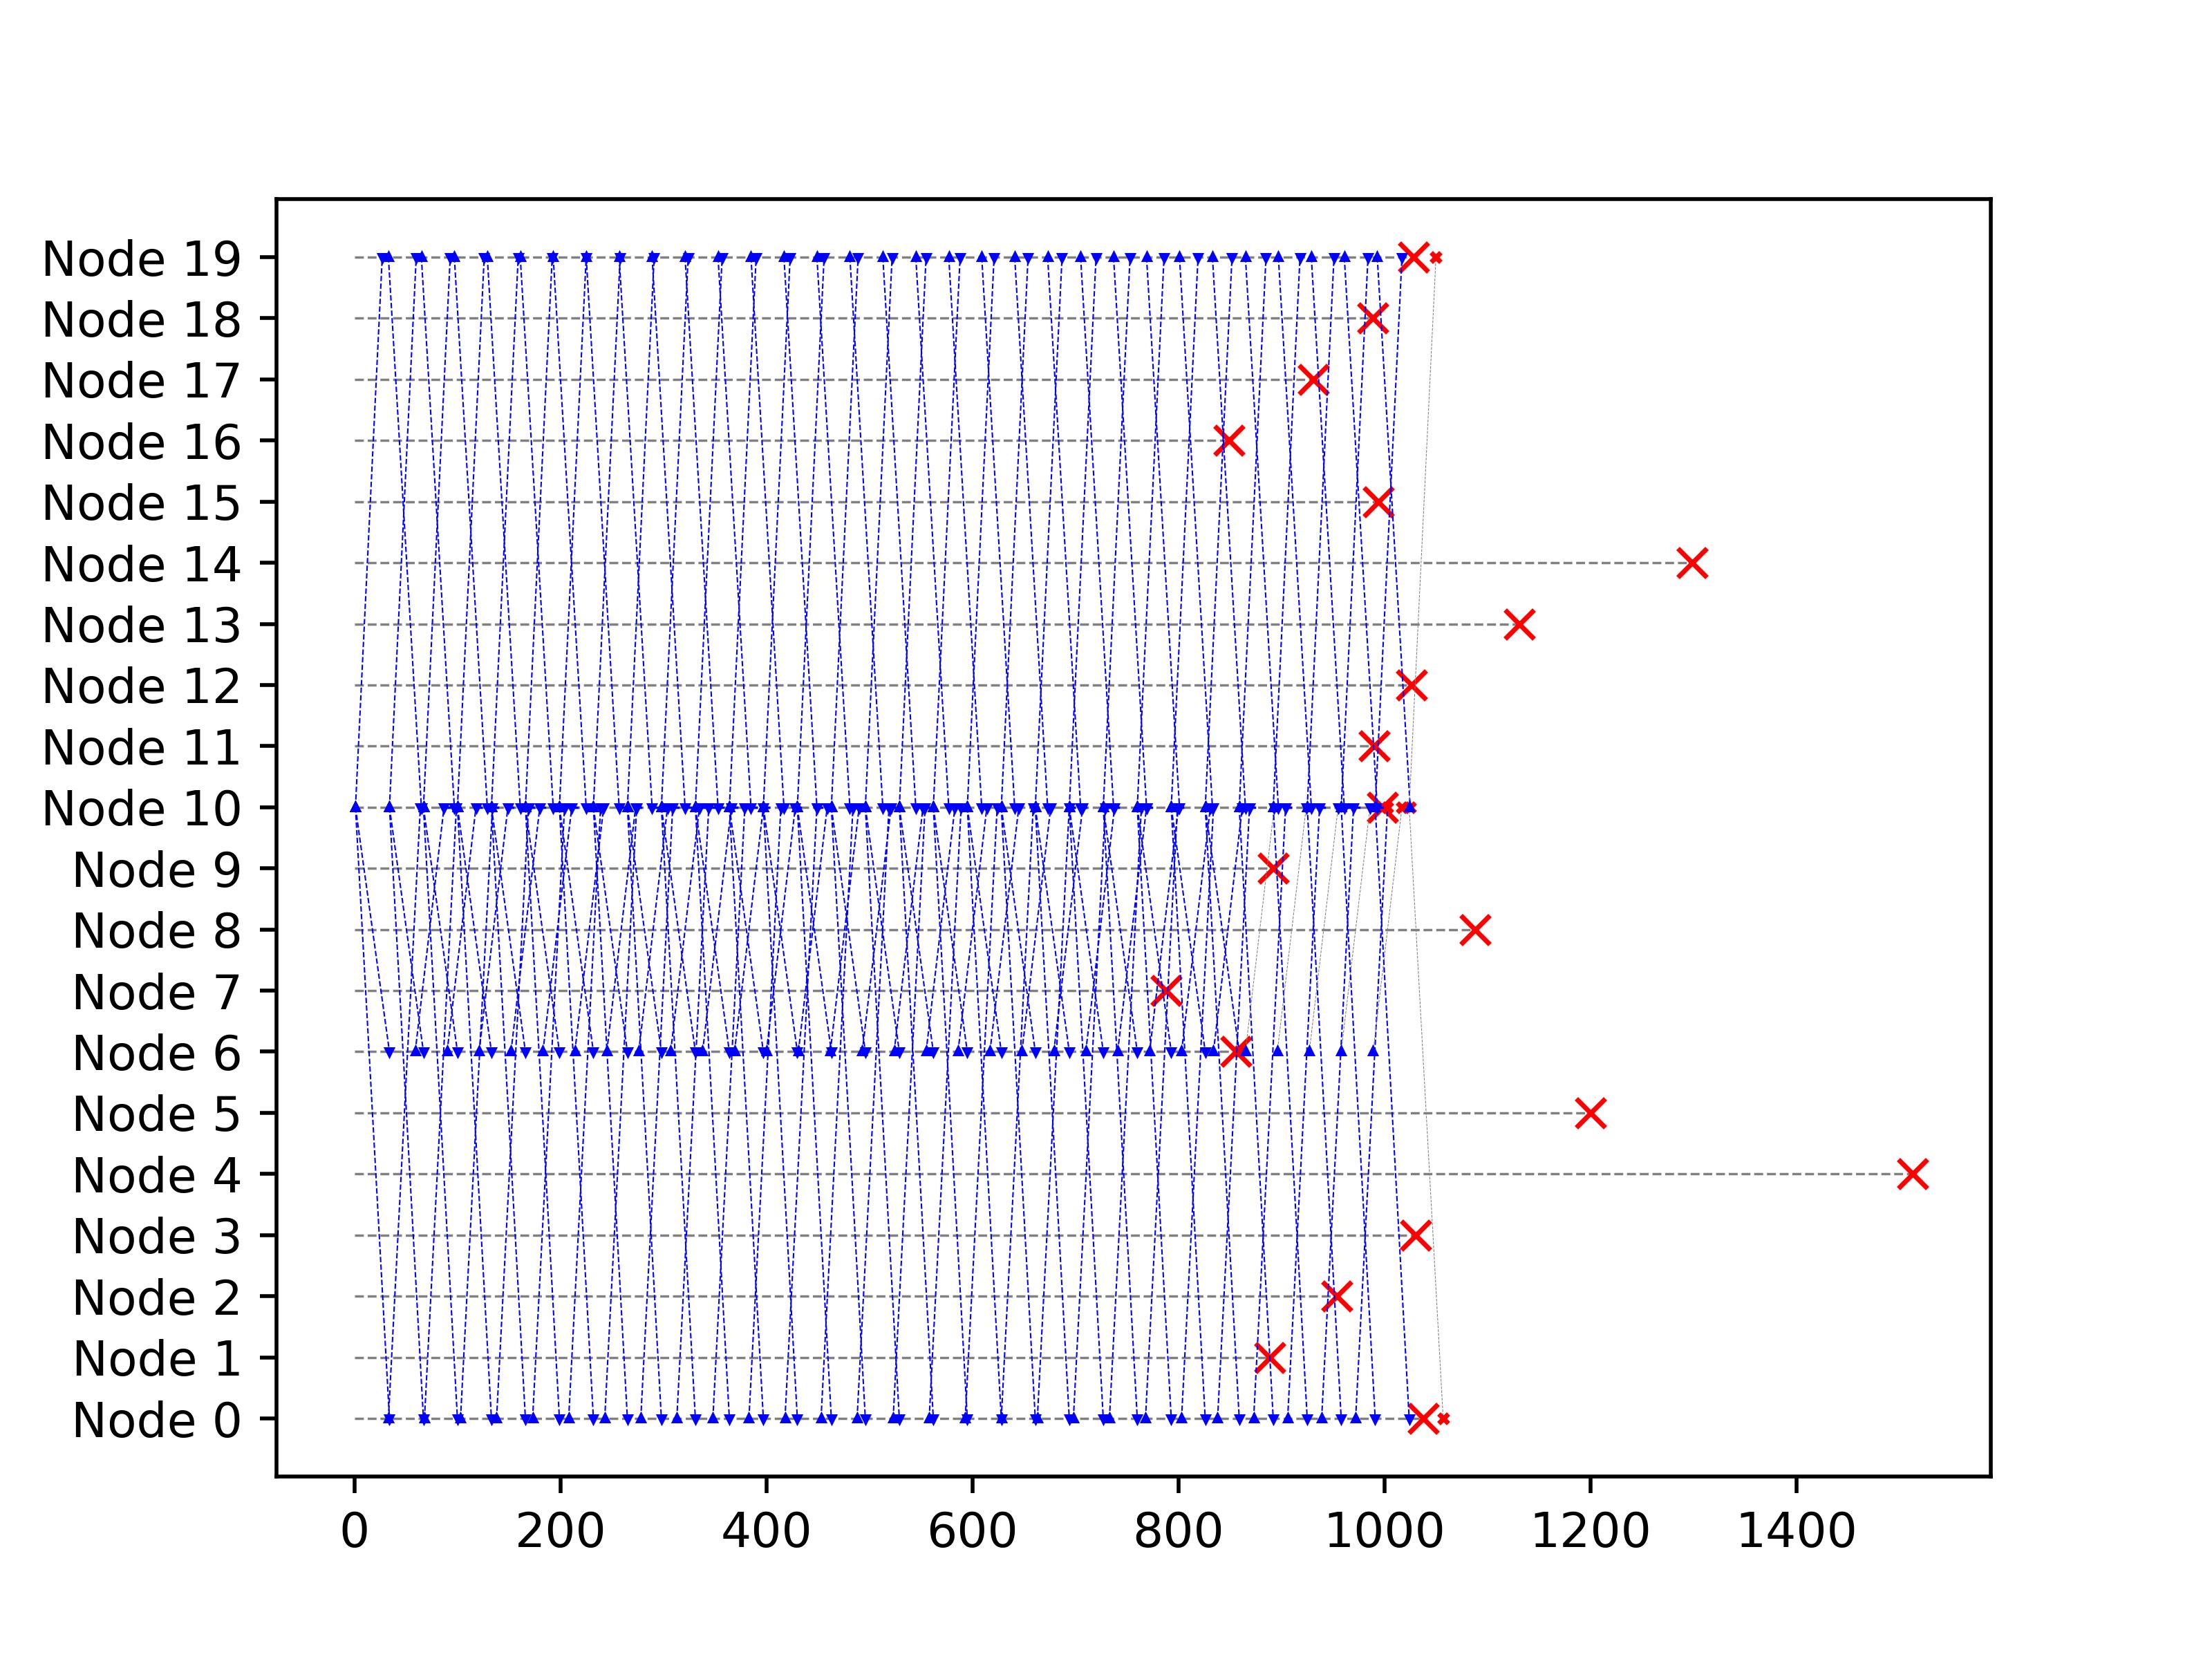 Node 19
Node 18
Node 17
Node 16
Node 15
Node 14
Node 13
Node 12
Node 11
Node 10
Node 9
Node 8
Node 7
Node 6
Node 5
Node 4
Node 3
Node 2
Node 1
Node 0
0 200 400 600 800 1000 1200 1400